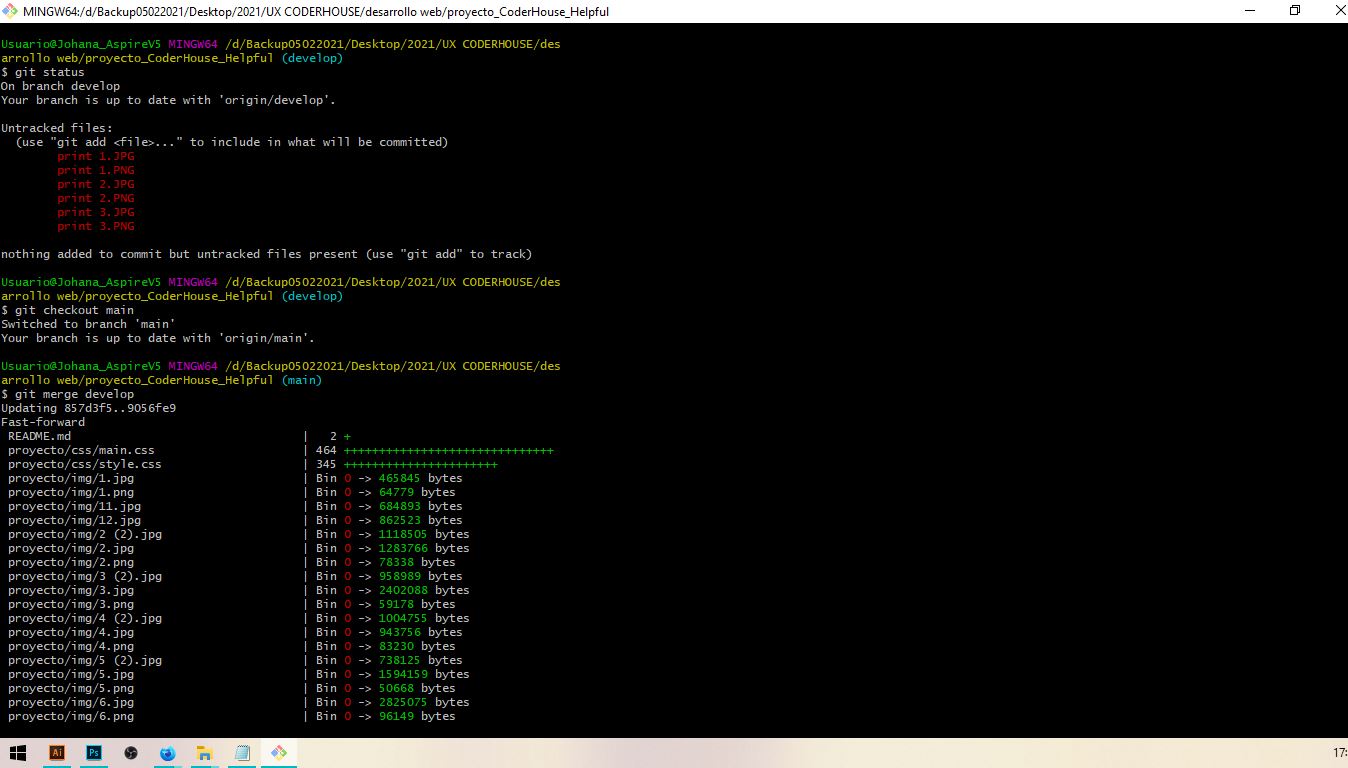 MINGW64:/d/Backup05022021/Desktop/2021/UX CODERHOUSE/desarrollo web/proyecto_CoderHouse_Helpful
Usuario@Johana_AspireV5 MINGW64 /d/Backup05022021/Desktop/2021/UX CODERHOUSE/des
arrollo web/proyecto_CoderHouse_Helpful (develop)
$ git status
On branch develop
Your branch is up to date with 'origin/develop'.
Untracked files:
(use "git add <file>..." to include in what will be committed)
print 1.JPG
print 1.PNG
print 2.JPG
print 2.PNG
print 3.JPG
print 3.PNG
nothing added to commit but untracked files present (use "git add" to track)
Usuario@Johana_AspireV5 MINGW64 /d/Backup05022021/Desktop/2021/UX CODERHOUSE/des
arrollo web/proyecto_CoderHouse_Helpful (develop)
$ git checkout main
Switched to branch 'main'
Your branch is up to date with 'origin/main'.
Usuario@Johana_AspireV5 MINGW64 /d/Backup05022021/Desktop/2021/UX CODERHOUSE/des
arrollo web/proyecto_CoderHouse_Helpful (main)
$ git merge develop
Updating 857d3f5..9056fe9
Fast-forward
README.md | 2 +
proyecto/css/main.css | 464 ++++++++++++++++++++++++++++++
proyecto/css/style.css | 345 ++++++++++++++++++++++
proyecto/img/1.jpg | Bin 0 -> 465845 bytes
proyecto/img/1.png | Bin 0 -> 64779 bytes
proyecto/img/11.jpg | Bin 0 -> 684893 bytes
proyecto/img/12.jpg | Bin 0 -> 862523 bytes
proyecto/img/2 (2).jpg | Bin 0 -> 1118505 bytes
proyecto/img/2.jpg | Bin 0 -> 1283766 bytes
proyecto/img/2.png | Bin 0 -> 78338 bytes
proyecto/img/3 (2).jpg | Bin 0 -> 958989 bytes
proyecto/img/3.jpg | Bin 0 -> 2402088 bytes
proyecto/img/3.png | Bin 0 -> 59178 bytes
proyecto/img/4 (2).jpg | Bin 0 -> 1004755 bytes
proyecto/img/4.jpg | Bin 0 -> 943756 bytes
proyecto/img/4.png | Bin 0 -> 83230 bytes
proyecto/img/5 (2).jpg | Bin 0 -> 738125 bytes
proyecto/img/5.jpg | Bin 0 -> 1594159 bytes
proyecto/img/5.png | Bin 0 -> 50668 bytes
proyecto/img/6.jpg | Bin 0 -> 2825075 bytes
proyecto/img/6.png | Bin 0 -> 96149 bytes
Ai Ps 17: